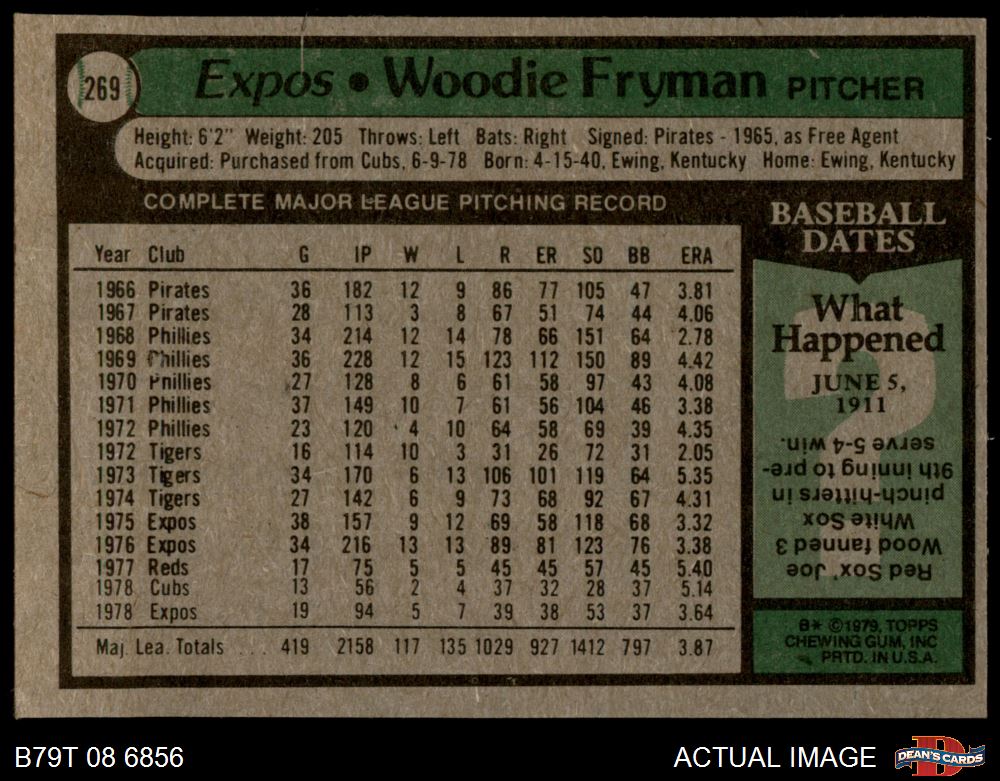 269 Expos • Woodie Fryman PITCHER
Height: 6'2" Weight: 205 Throws: Left Bats: Right Signed: Pirates - 1965, as Free Agent
Acquired: Purchased from Cubs, 6-9-78 Born: 4-15-40, Ewing, Kentucky Home: Ewing, Kentucky
COMPLETE MAJOR LEAGUE PITCHING RECORD
Year Club G IP W L R ER SO BB ERA
1966 Pirates 36 182 12 9 86 77 105 47 3.81
1967 Pirates 28 113 3 8 67 51 74 44 4.06
1968 Phillies 34 214 12 14 78 66 151 64 2.78
1969 Phillies 36 228 12 15 123 112 150 89 4.42
1970 Phillies 27 128 8 6 61 58 97 43 4.08
1971 Phillies 37 149 10 7 61 56 104 46 3.38
1972 Phillies 23 120 4 10 64 58 69 39 4.35
1972 Tigers 16 114 10 3 31 26 72 31 2.05
1973 Tigers 34 170 6 13 106 101 119 64 5.35
1974 Tigers 27 142 6 9 73 68 92 67 4.31
1975 Expos 38 157 9 12 69 58 118 68 3.32
1976 Expos 34 216 13 13 89 81 123 76 3.38
1977 Reds 17 75 5 5 45 45 57 45 5.40
1978 Cubs 13 56 2 4 37 32 28 37 5.14
1978 Expos 19 94 5 7 39 38 53 37 3.64
Maj. Lea. Totals ... 419 2158 117 135 1029 927 1412 797 3.87
BASEBALL
DATES
What
Happened
JUNE 5,
1911
?
Red Sox' Joe
Wood fanned 3
White Sox
pinch-hitters in
9th inning to pre-
serve 5-4 win.
B* ©1979, TOPPS
CHEWING GUM, INC
PRTD. IN U.S.A.
B79T 08 6856
ACTUAL IMAGE
D
DEAN'S CARDS